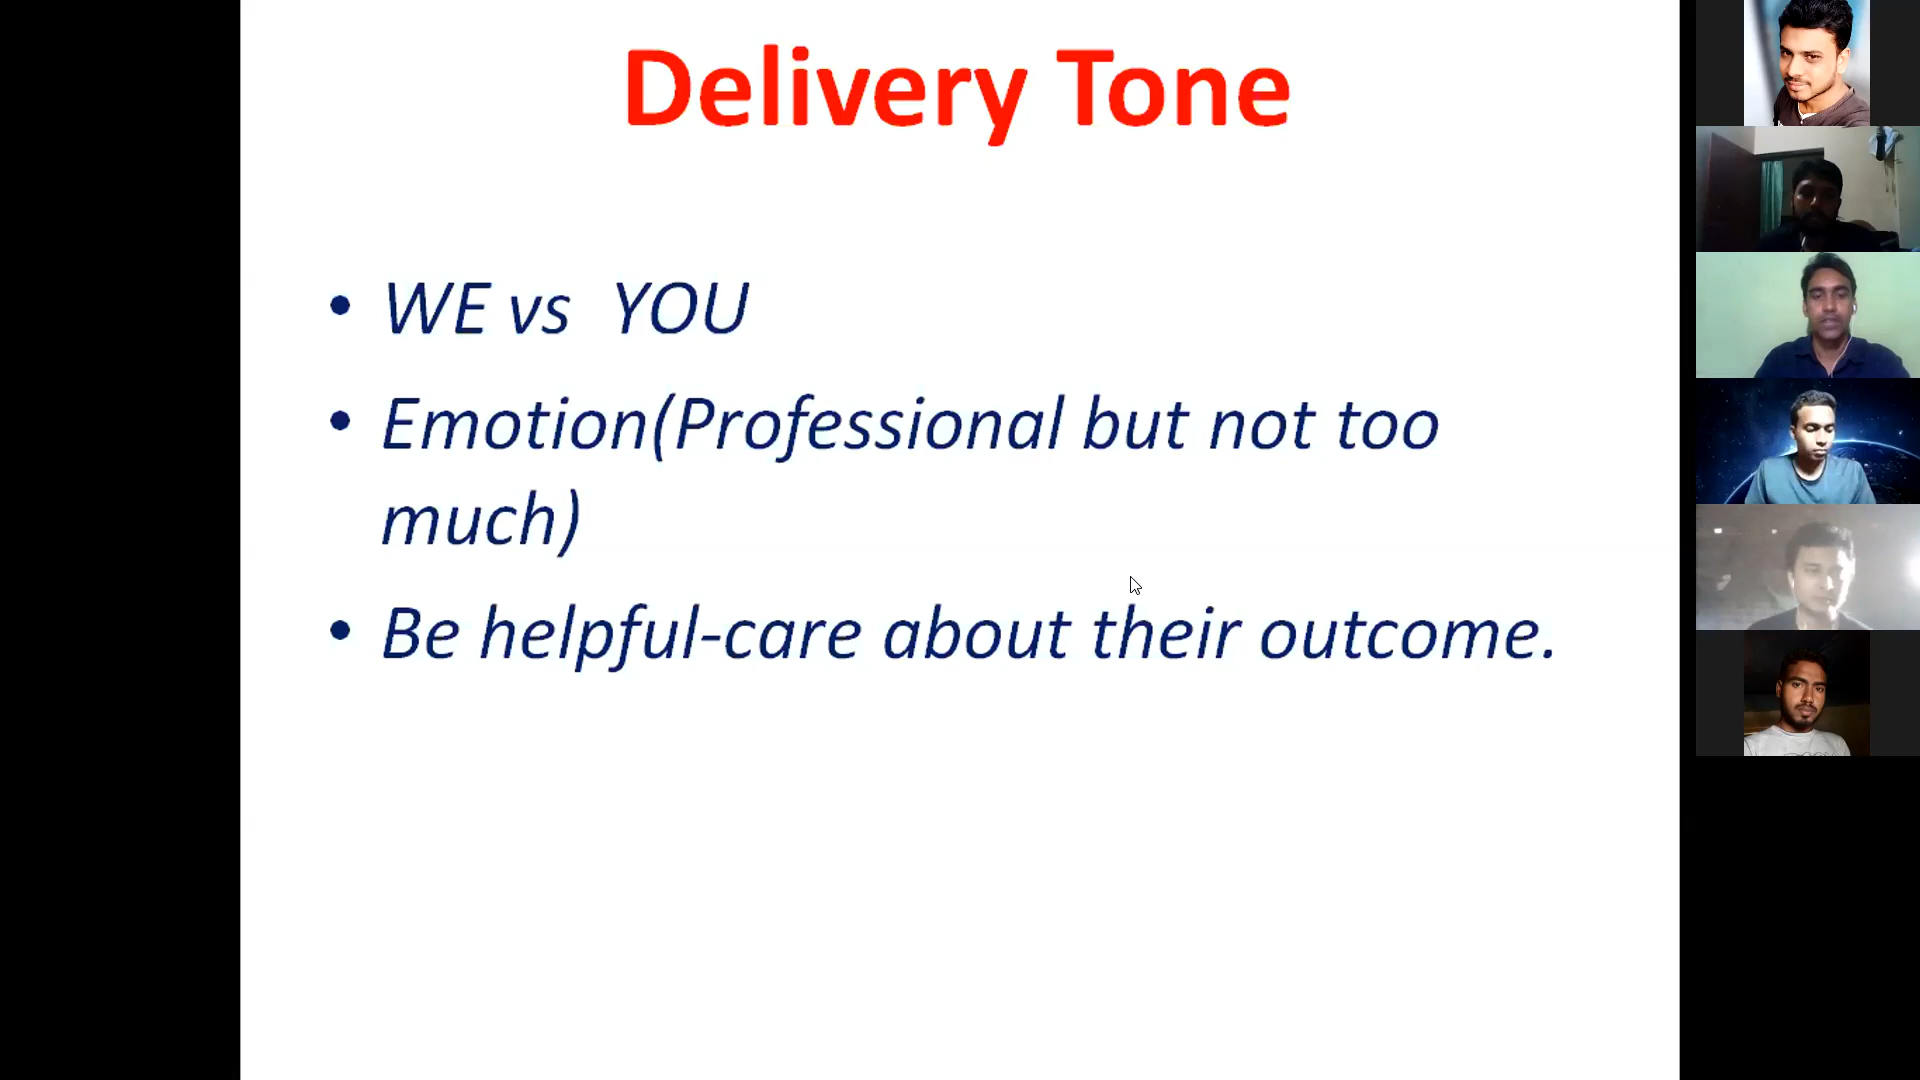 Delivery Tone
• WE vs  YOU
• Emotion(Professional but not too
much)
• Be helpful-care about their outcome.